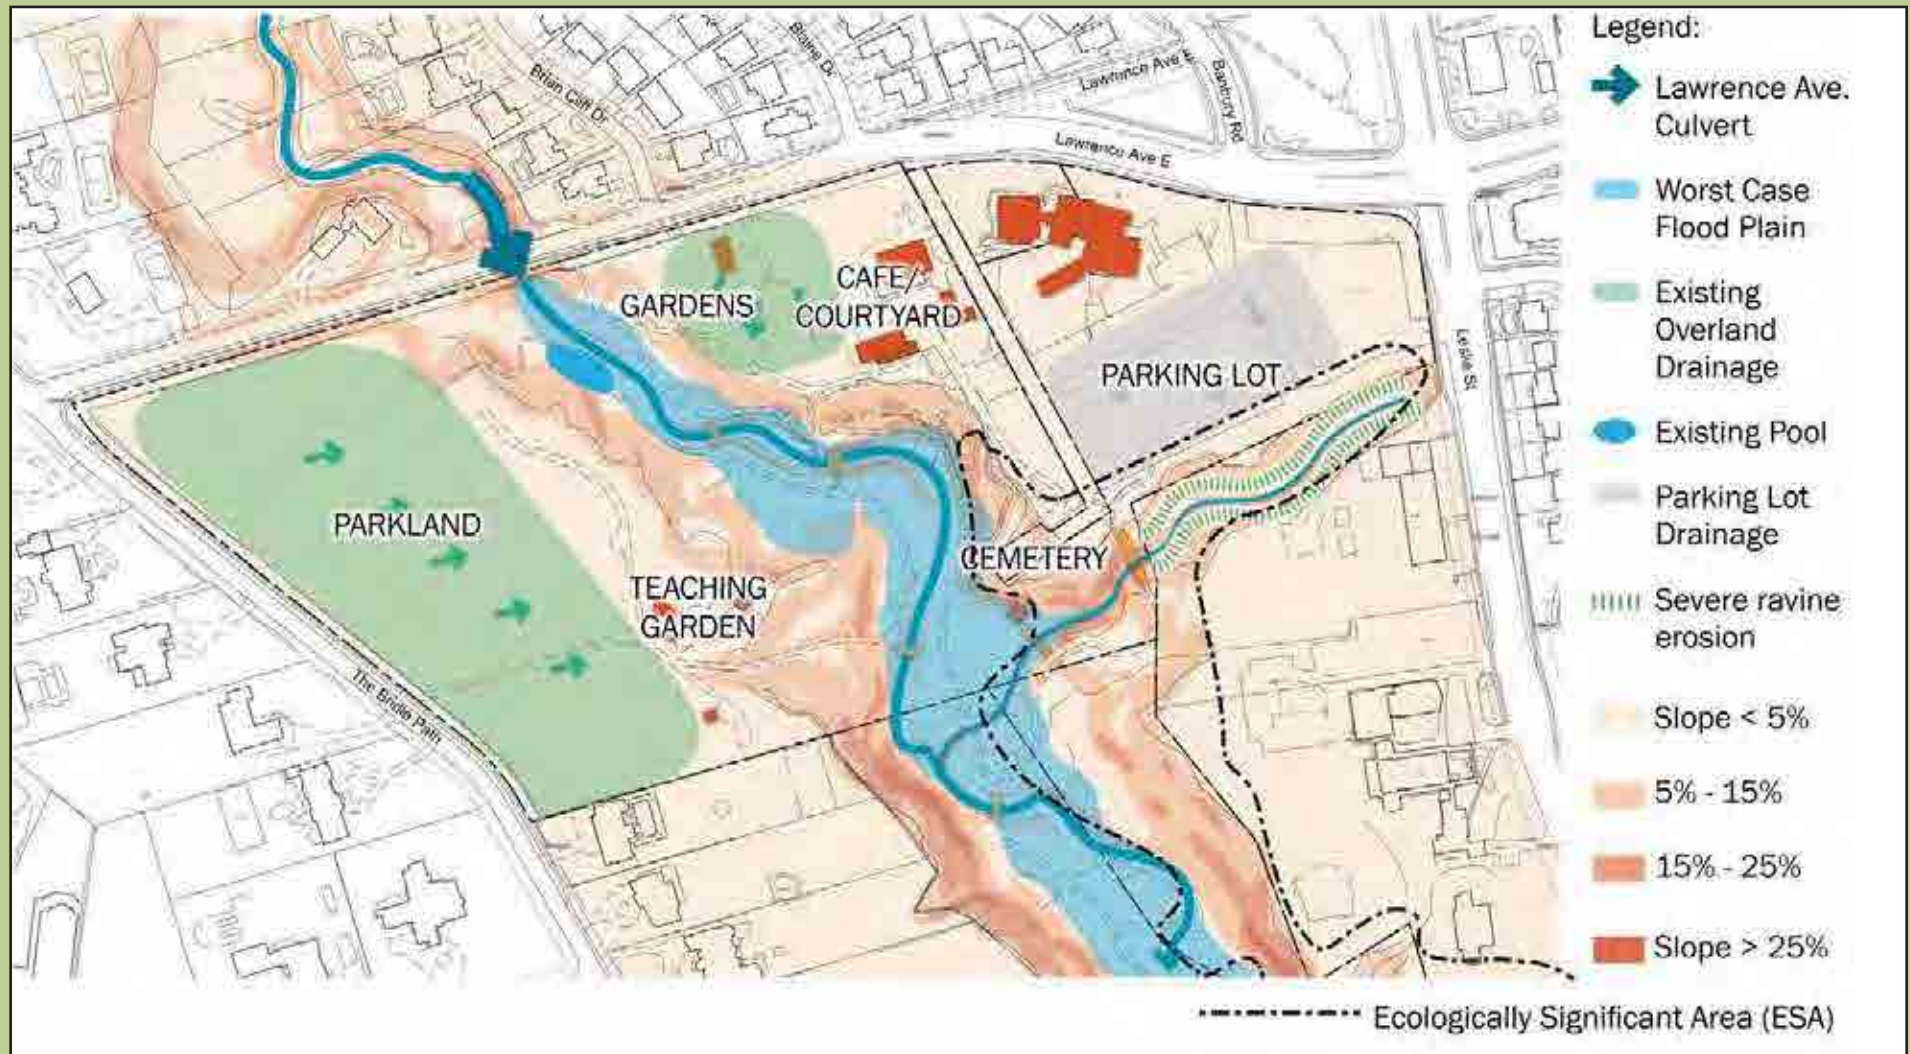 Brian Cliff Dr
Blaine Dr
Lawrence Ave W
Banbury Rd
Lawrence Ave E
Leslie St
The Bridle Path
GARDENS
CAFE/
COURTYARD
PARKING LOT
PARKLAND
TEACHING
GARDEN
CEMETERY
Legend:
Lawrence Ave.
Culvert
Worst Case
Flood Plain
Existing
Overland
Drainage
Existing Pool
Parking Lot
Drainage
Severe ravine
erosion
Slope < 5%
5% - 15%
15% - 25%
Slope > 25%
Ecologically Significant Area (ESA)